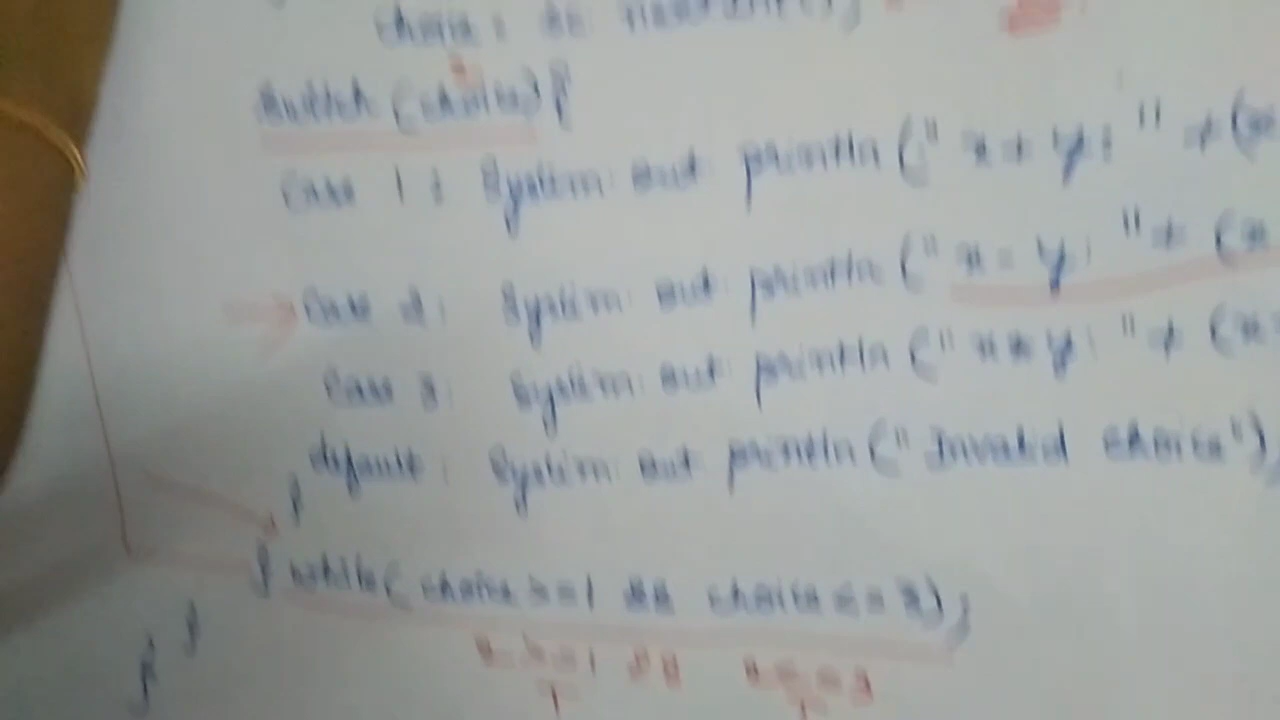 switch (choice) {
case 1 : System. out println (" x + y : " + (x
case 2 : System. out println (" x - y : " + (x
case 3 : System. out println (" x * y : " + (x
default : System. out println (" Invalid choice")
}
} while ( choice >= 1 && choice <= 3);
}
}